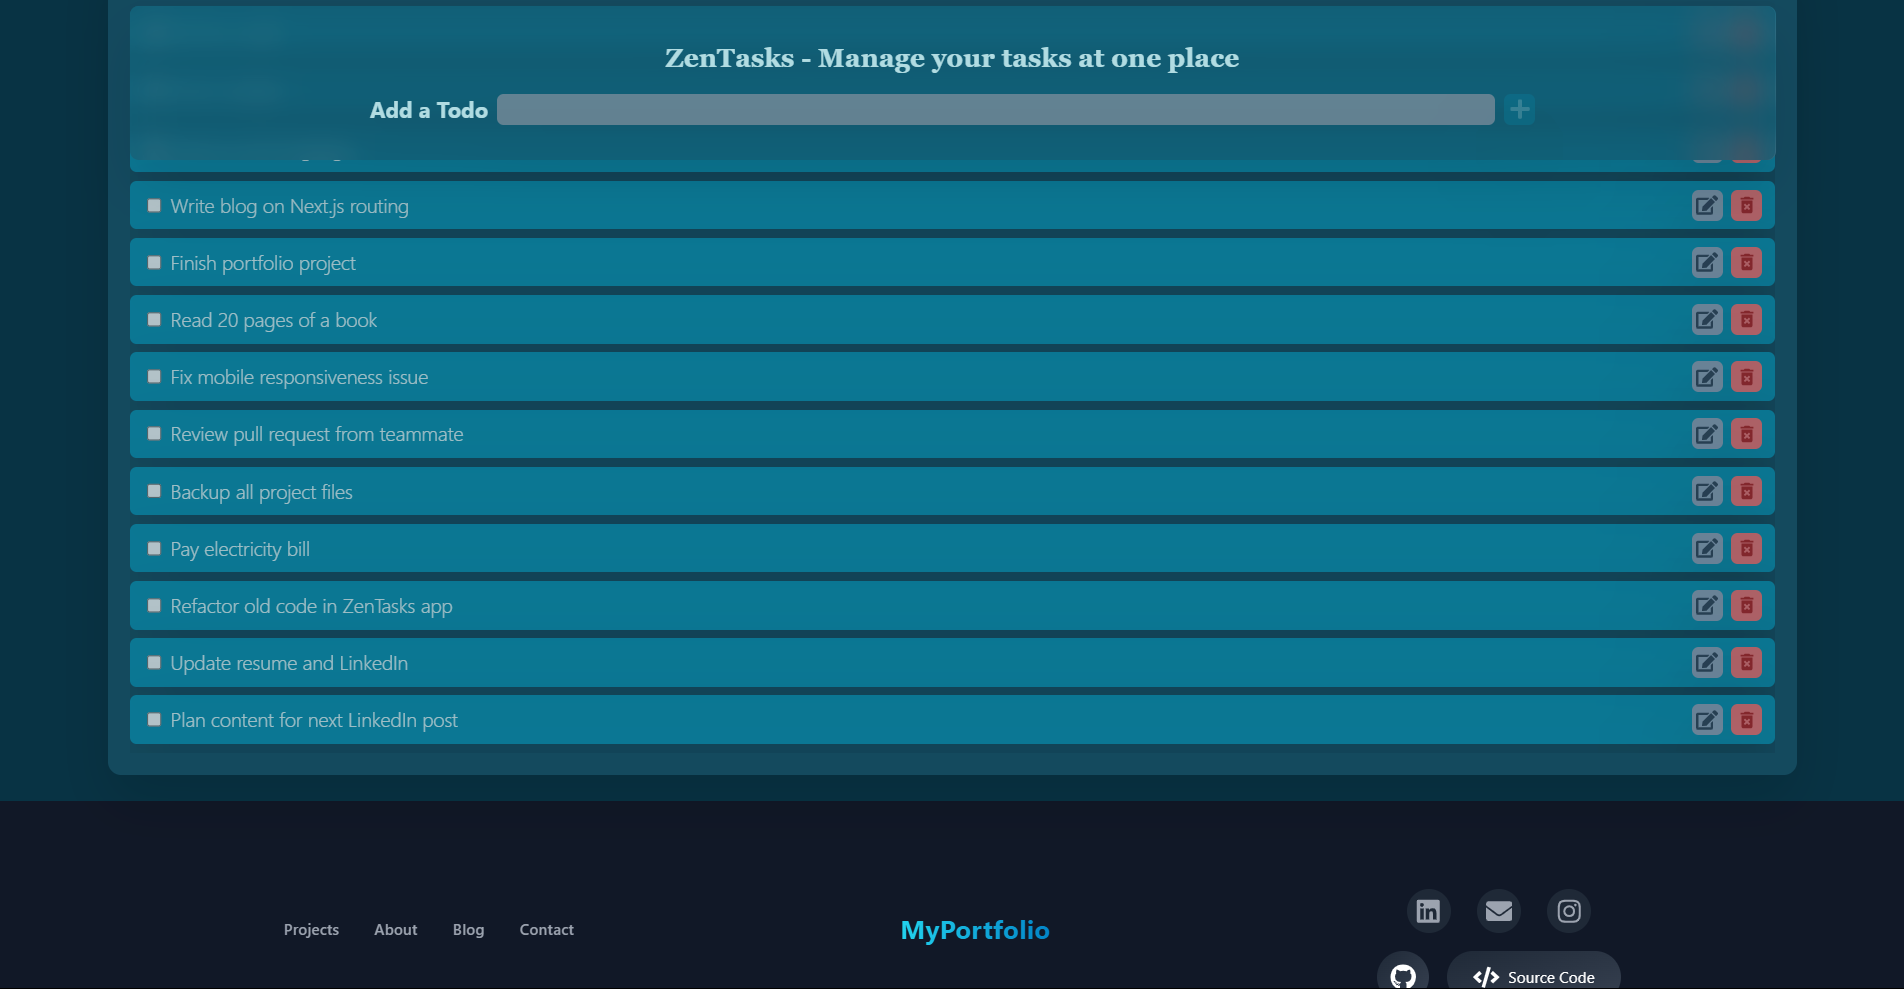 ZenTasks - Manage your tasks at one place
Add a Todo
Write blog on Next.js routing
Finish portfolio project
Read 20 pages of a book
Fix mobile responsiveness issue
Review pull request from teammate
Backup all project files
Pay electricity bill
Refactor old code in ZenTasks app
Update resume and LinkedIn
Plan content for next LinkedIn post
Projects About Blog Contact
MyPortfolio
Source Code